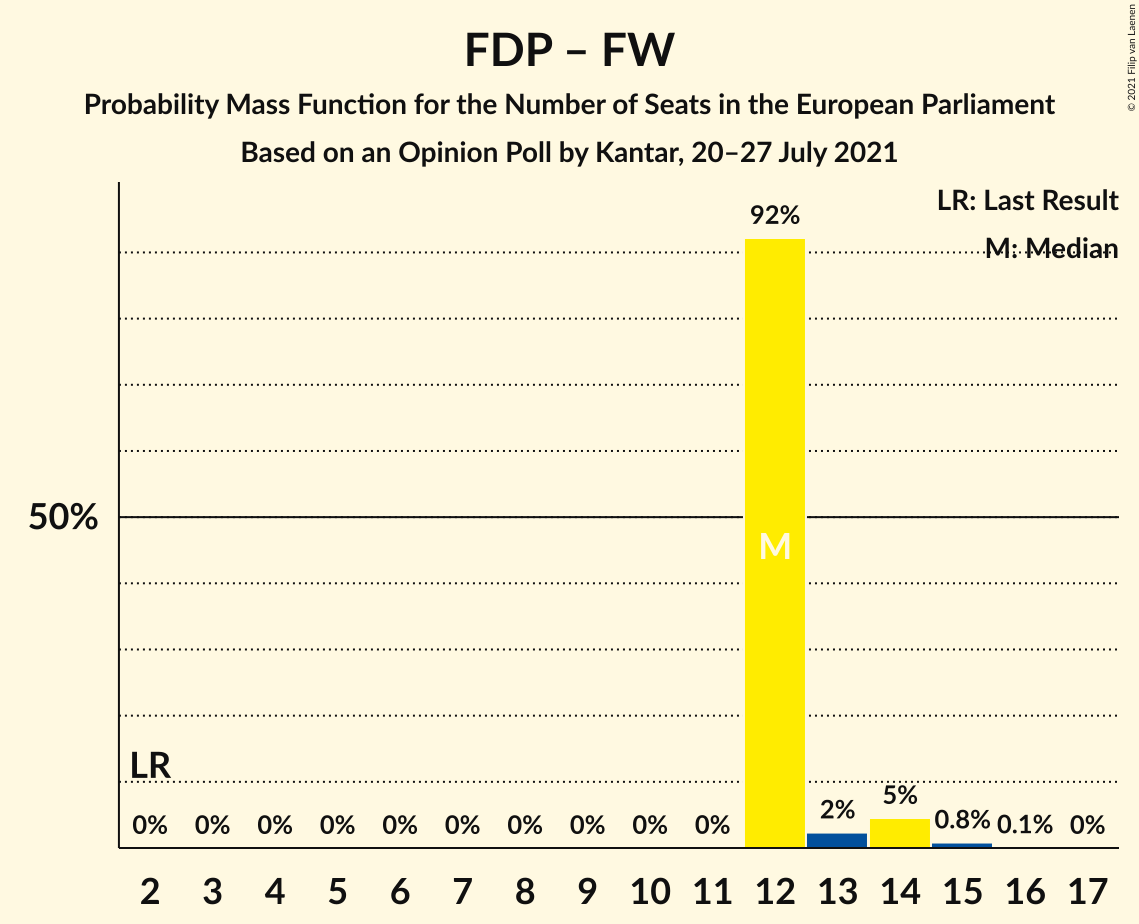 FDP – FW
Probability Mass Function for the Number of Seats in the European Parliament
Based on an Opinion Poll by Kantar, 20–27 July 2021
© 2021 Filip van Laenen
LR: Last Result
M: Median
92%
50%
M
LR
0% 0% 0% 0% 0% 0% 0% 0% 0% 0% 2% 5% 0.8% 0.1% 0%
2 3 4 5 6 7 8 9 10 11 12 13 14 15 16 17